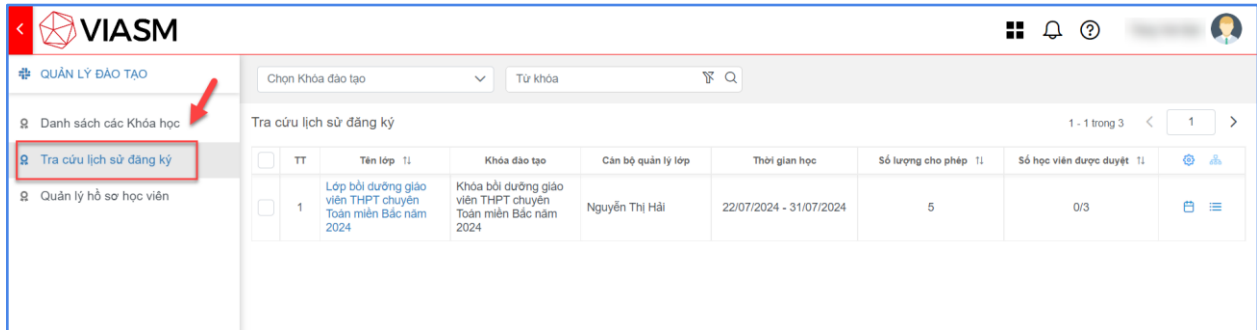 VIASM
QUẢN LÝ ĐÀO TẠO
Danh sách các Khóa học
Tra cứu lịch sử đăng ký
Quản lý hồ sơ học viên
Chọn Khóa đào tạo
Từ khóa
Tra cứu lịch sử đăng ký
1 - 1 trong 3
1
TT
Tên lớp
Khóa đào tạo
Cán bộ quản lý lớp
Thời gian học
Số lượng cho phép
Số học viên được duyệt
1
Lớp bồi dưỡng giáo
viên THPT chuyên
Toán miền Bắc năm
2024
Khóa bồi dưỡng giáo
viên THPT chuyên
Toán miền Bắc năm
2024
Nguyễn Thị Hải
22/07/2024 - 31/07/2024
5
0/3